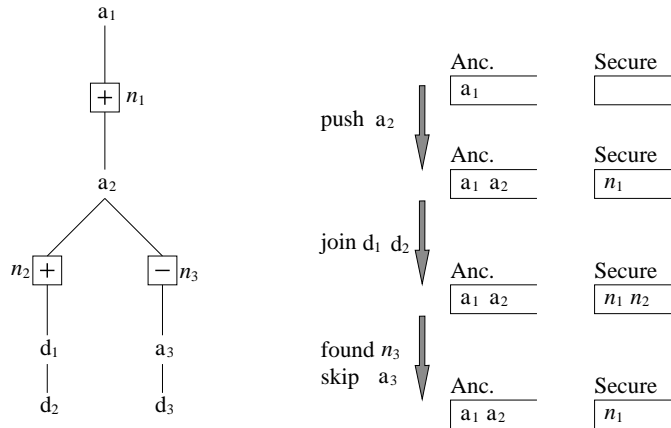 a₁
+ n₁
a₂
n₂ + − n₃
d₁ a₃
d₂ d₃
Anc. Secure
a₁
push a₂
Anc. Secure
a₁ a₂ n₁
join d₁ d₂
Anc. Secure
a₁ a₂ n₁ n₂
found n₃
skip a₃
Anc. Secure
a₁ a₂ n₁